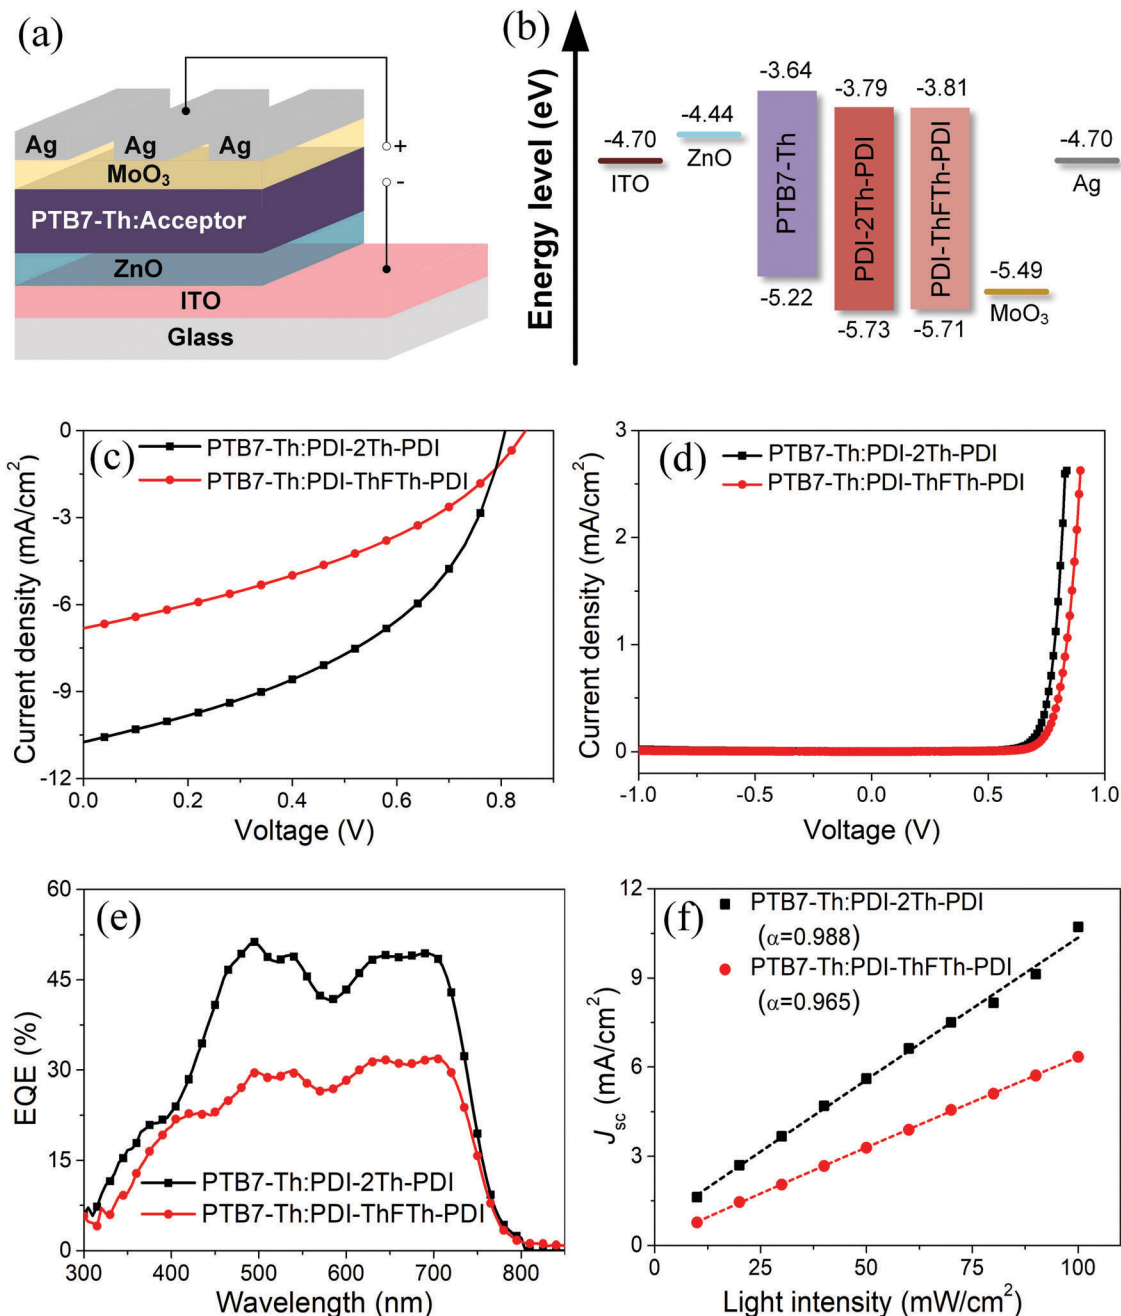 (a)
Ag Ag Ag
MoO₃
PTB7-Th:Acceptor
ZnO
ITO
Glass
+
-
(b)
Energy level (eV)
-4.70
ITO
-4.44
ZnO
-3.64
PTB7-Th
-5.22
-3.79
PDI-2Th-PDI
-5.73
-3.81
PDI-ThFTh-PDI
-5.71
-5.49
MoO₃
-4.70
Ag
(c)
PTB7-Th:PDI-2Th-PDI
PTB7-Th:PDI-ThFTh-PDI
Current density (mA/cm²)
0
-3
-6
-9
-12
0.0 0.2 0.4 0.6 0.8
Voltage (V)
(d)
PTB7-Th:PDI-2Th-PDI
PTB7-Th:PDI-ThFTh-PDI
Current density (mA/cm²)
3
2
1
0
-1.0 -0.5 0.0 0.5 1.0
Voltage (V)
(e)
EQE (%)
60
45
30
15
0
PTB7-Th:PDI-2Th-PDI
PTB7-Th:PDI-ThFTh-PDI
300 400 500 600 700 800
Wavelength (nm)
(f)
PTB7-Th:PDI-2Th-PDI
(α=0.988)
PTB7-Th:PDI-ThFTh-PDI
(α=0.965)
Jsc (mA/cm²)
12
9
6
3
0
0 25 50 75 100
Light intensity (mW/cm²)